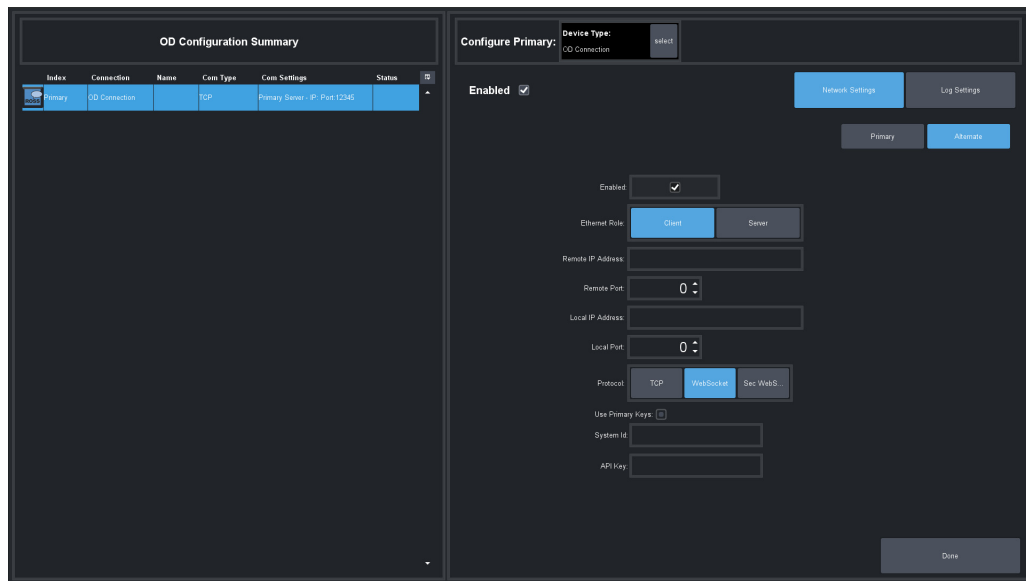 OD Configuration Summary
Index Connection Name Com Type Com Settings Status
ROSS Primary OD Connection TCP Primary Server - IP: Port:12345
Configure Primary: Device Type: OD Connection select
Enabled
Network Settings Log Settings
Primary Alternate
Enabled:
Ethernet Role: Client Server
Remote IP Address:
Remote Port: 0
Local IP Address:
Local Port: 0
Protocol: TCP WebSocket Sec WebS...
Use Primary Keys:
System Id:
API Key:
Done